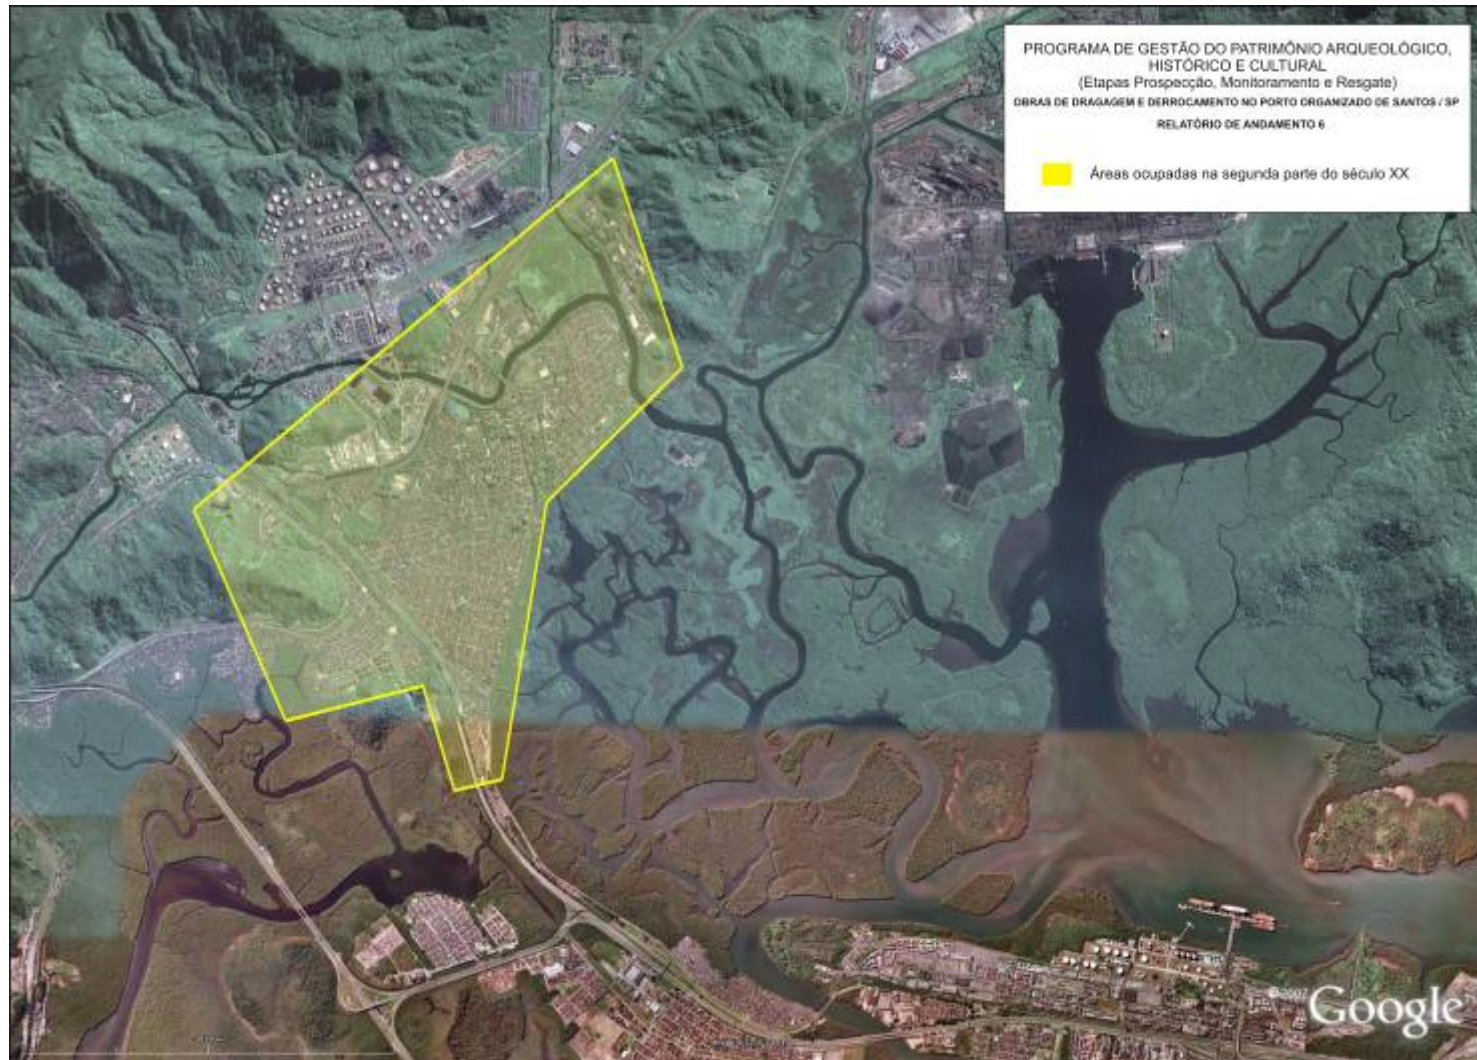 PROGRAMA DE GESTÃO DO PATRIMÔNIO ARQUEOLÓGICO,
HISTÓRICO E CULTURAL
(Etapas Prospecção, Monitoramento e Resgate)
OBRAS DE DRAGAGEM E DERROCAMENTO NO PORTO ORGANIZADO DE SANTOS / SP
RELATÓRIO DE ANDAMENTO 6
Áreas ocupadas na segunda parte do século XX
Google